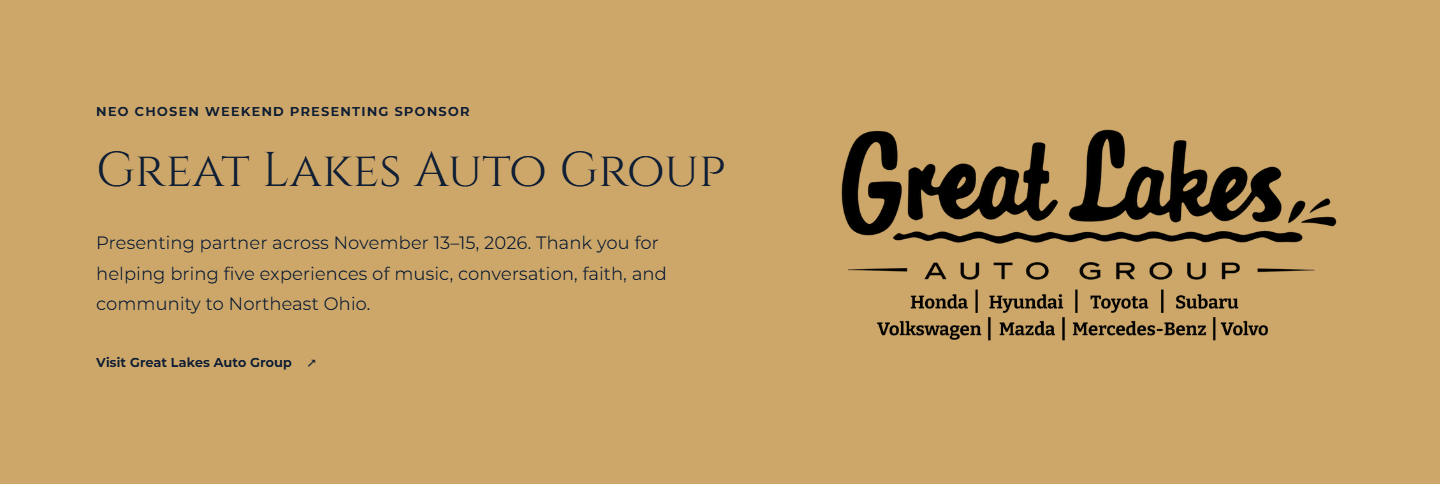 NEO CHOSEN WEEKEND PRESENTING SPONSOR
Great Lakes Auto Group
Presenting partner across November 13–15, 2026. Thank you for
helping bring five experiences of music, conversation, faith, and
community to Northeast Ohio.
Visit Great Lakes Auto Group ↗
Great Lakes
AUTO GROUP
Honda | Hyundai | Toyota | Subaru
Volkswagen | Mazda | Mercedes-Benz | Volvo